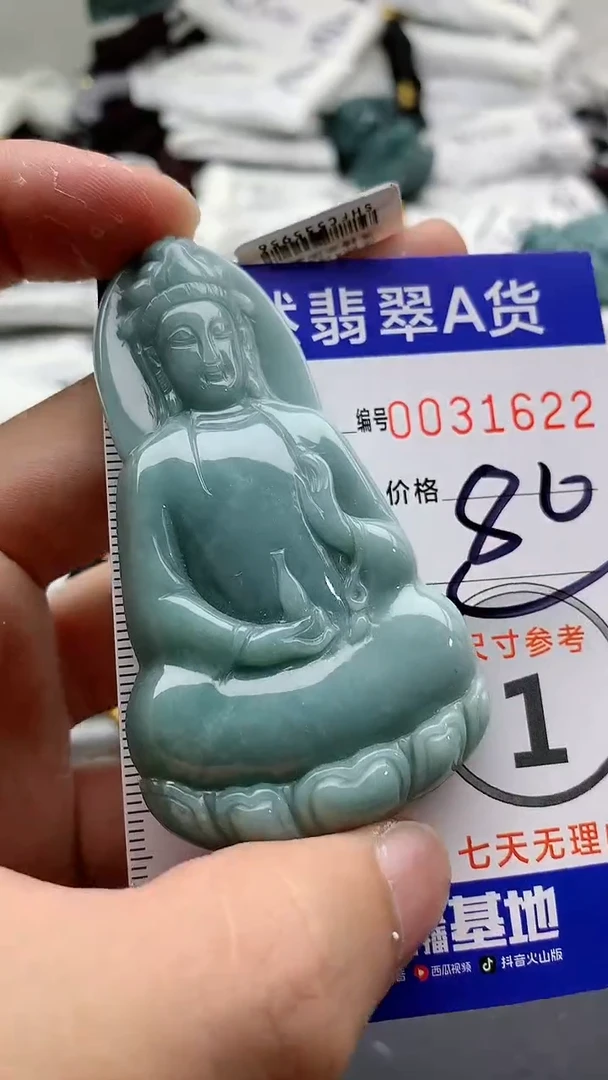 翡翠A货
编号0031622
价格 80
尺寸参考
1
七天无理
播基地
西瓜视频 抖音火山版